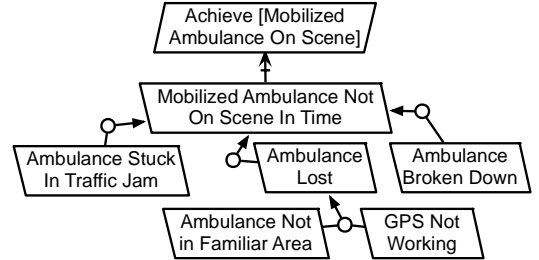 Achieve [Mobilized
Ambulance On Scene]
Mobilized Ambulance Not
On Scene In Time
Ambulance Stuck
In Traffic Jam
Ambulance
Lost
Ambulance
Broken Down
Ambulance Not
in Familiar Area
GPS Not
Working